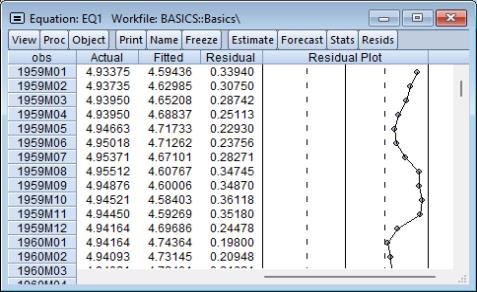 Equation: EQ1 Workfile: BASICS::Basics\
View Proc Object Print Name Freeze Estimate Forecast Stats Resids
obs Actual Fitted Residual Residual Plot
1959M01 4.93375 4.59436 0.33940
1959M02 4.93735 4.62985 0.30750
1959M03 4.93950 4.65208 0.28742
1959M04 4.93950 4.68837 0.25113
1959M05 4.94663 4.71733 0.22930
1959M06 4.95018 4.71262 0.23756
1959M07 4.95371 4.67101 0.28271
1959M08 4.95512 4.60767 0.34745
1959M09 4.94876 4.60006 0.34870
1959M10 4.94521 4.58403 0.36118
1959M11 4.94450 4.59269 0.35180
1959M12 4.94164 4.69686 0.24478
1960M01 4.94164 4.74364 0.19800
1960M02 4.94093 4.73145 0.20948
1960M03